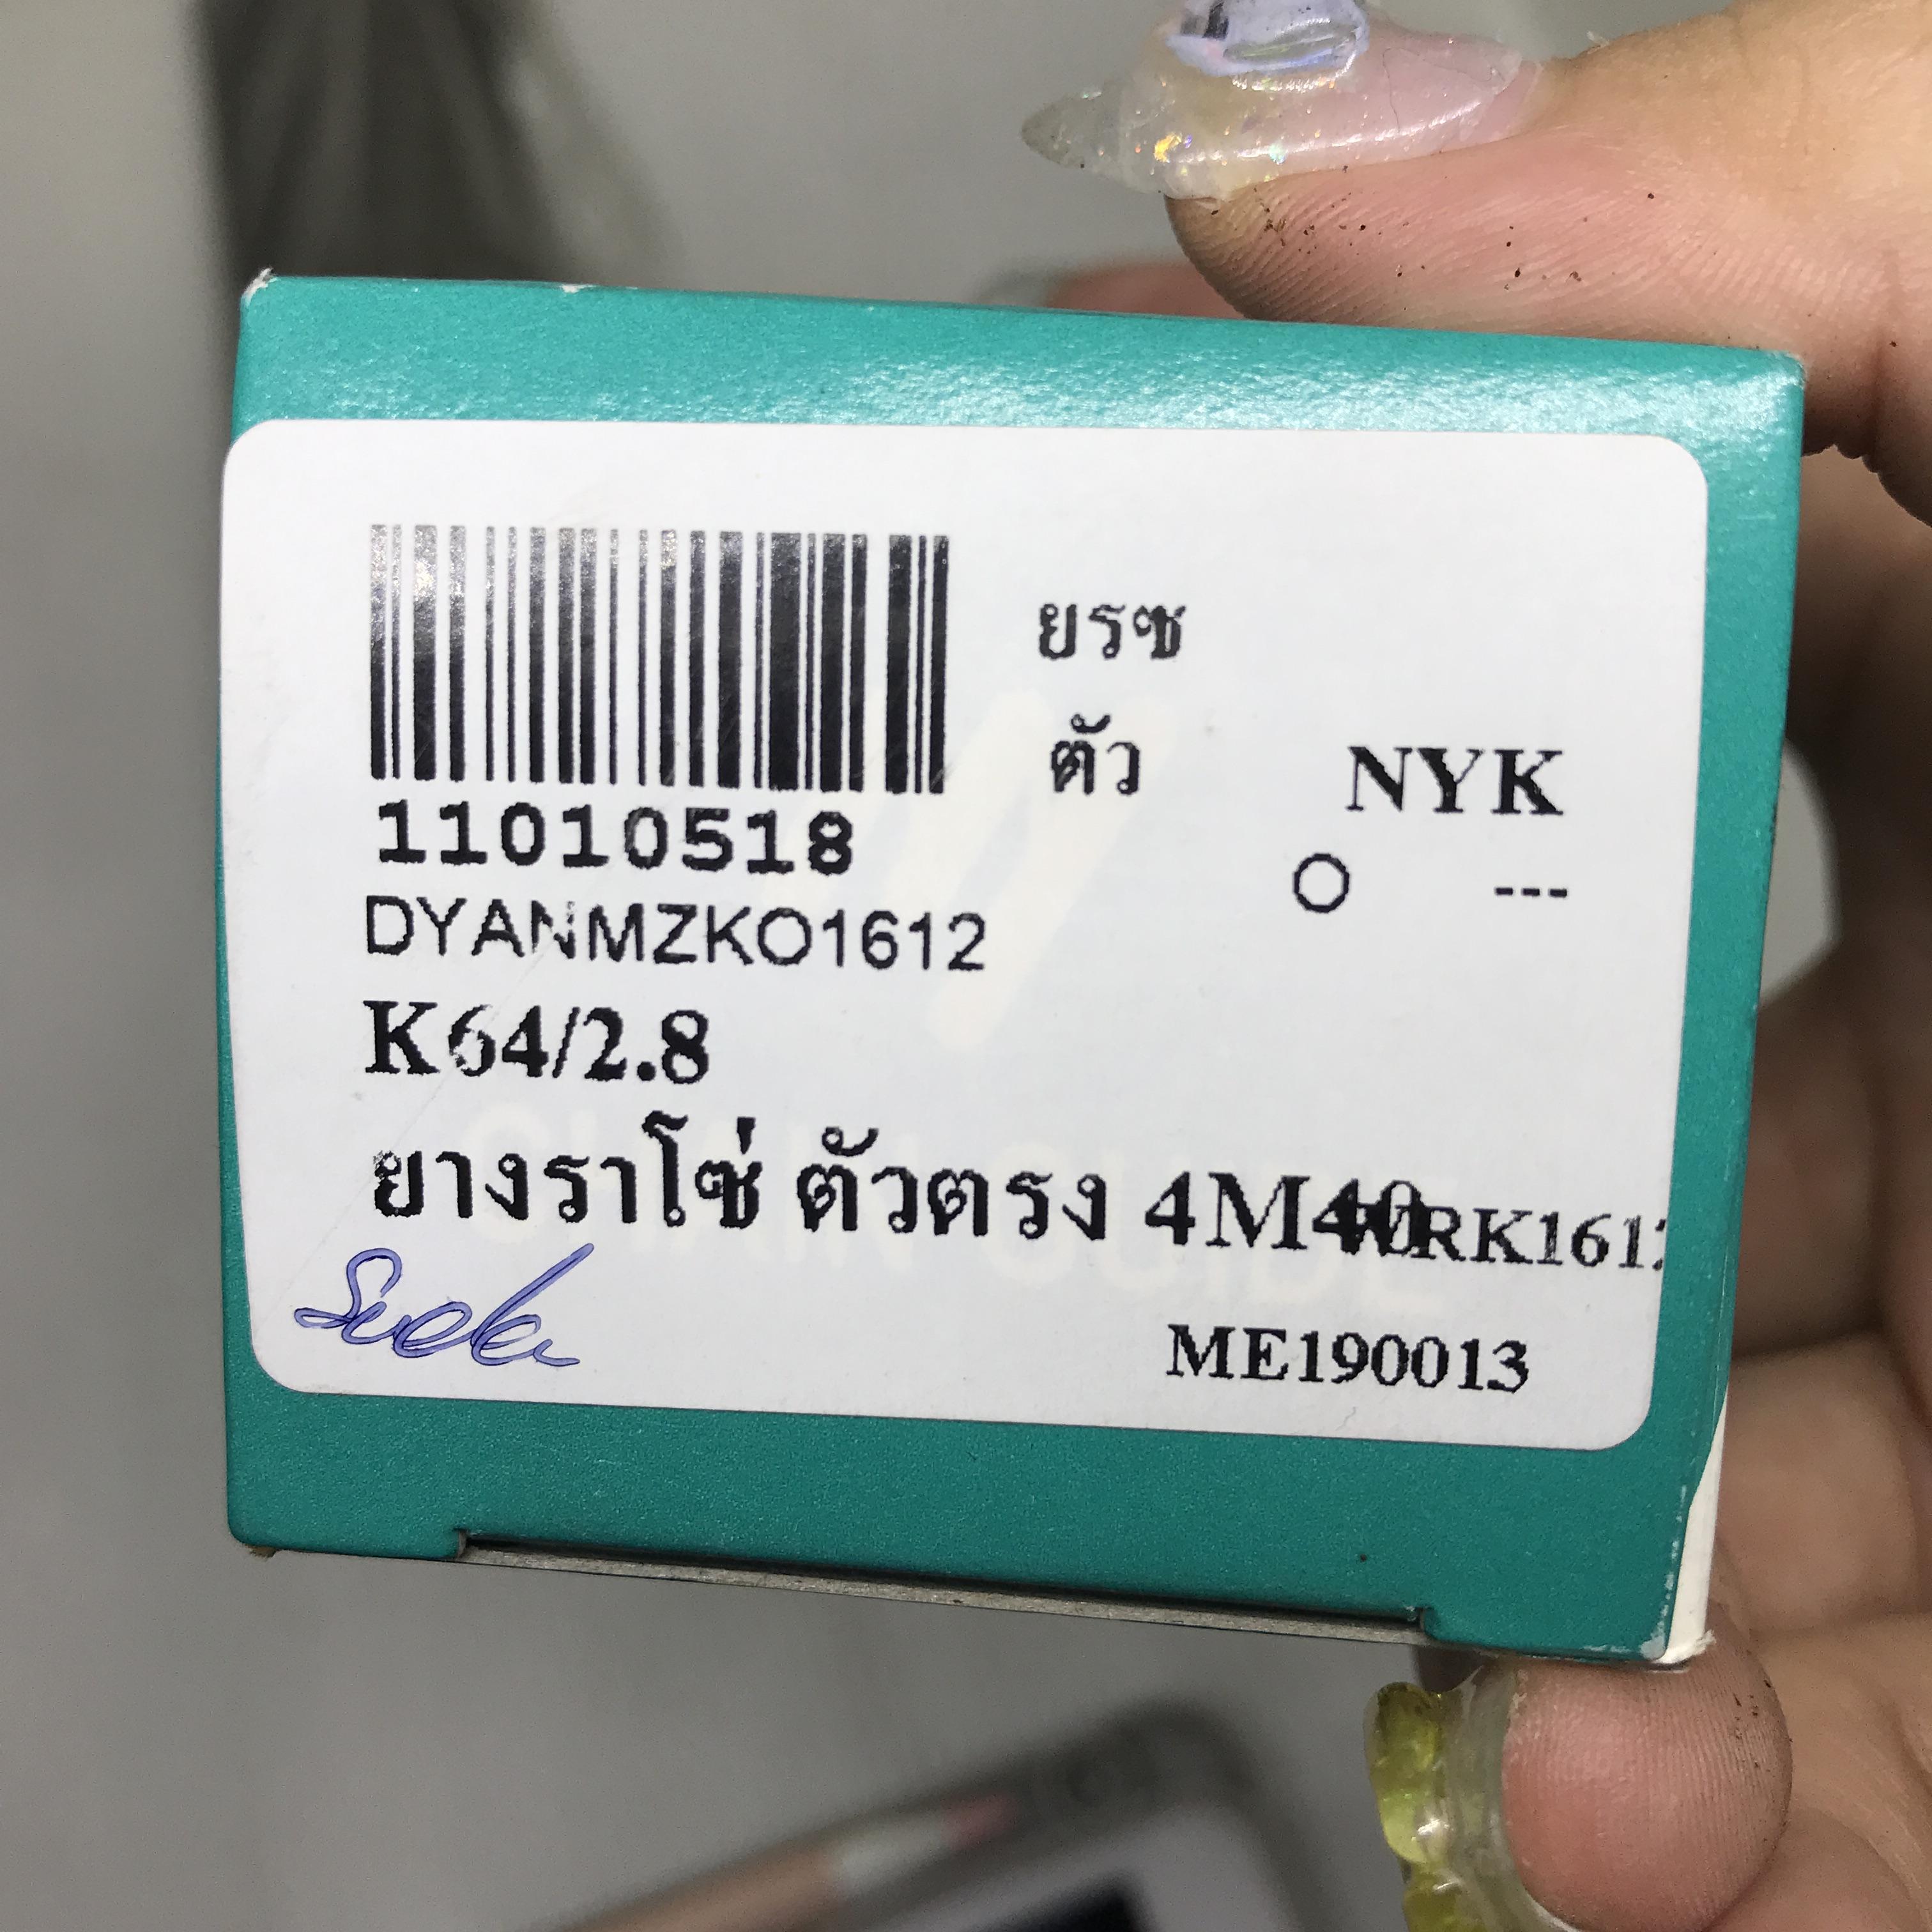 ยรซ
ตัว NYK
11010518
O ---
DYANMZKO1612
K64/2.8
ยางราโซ่ ตัวตรง 4M40
ME190013